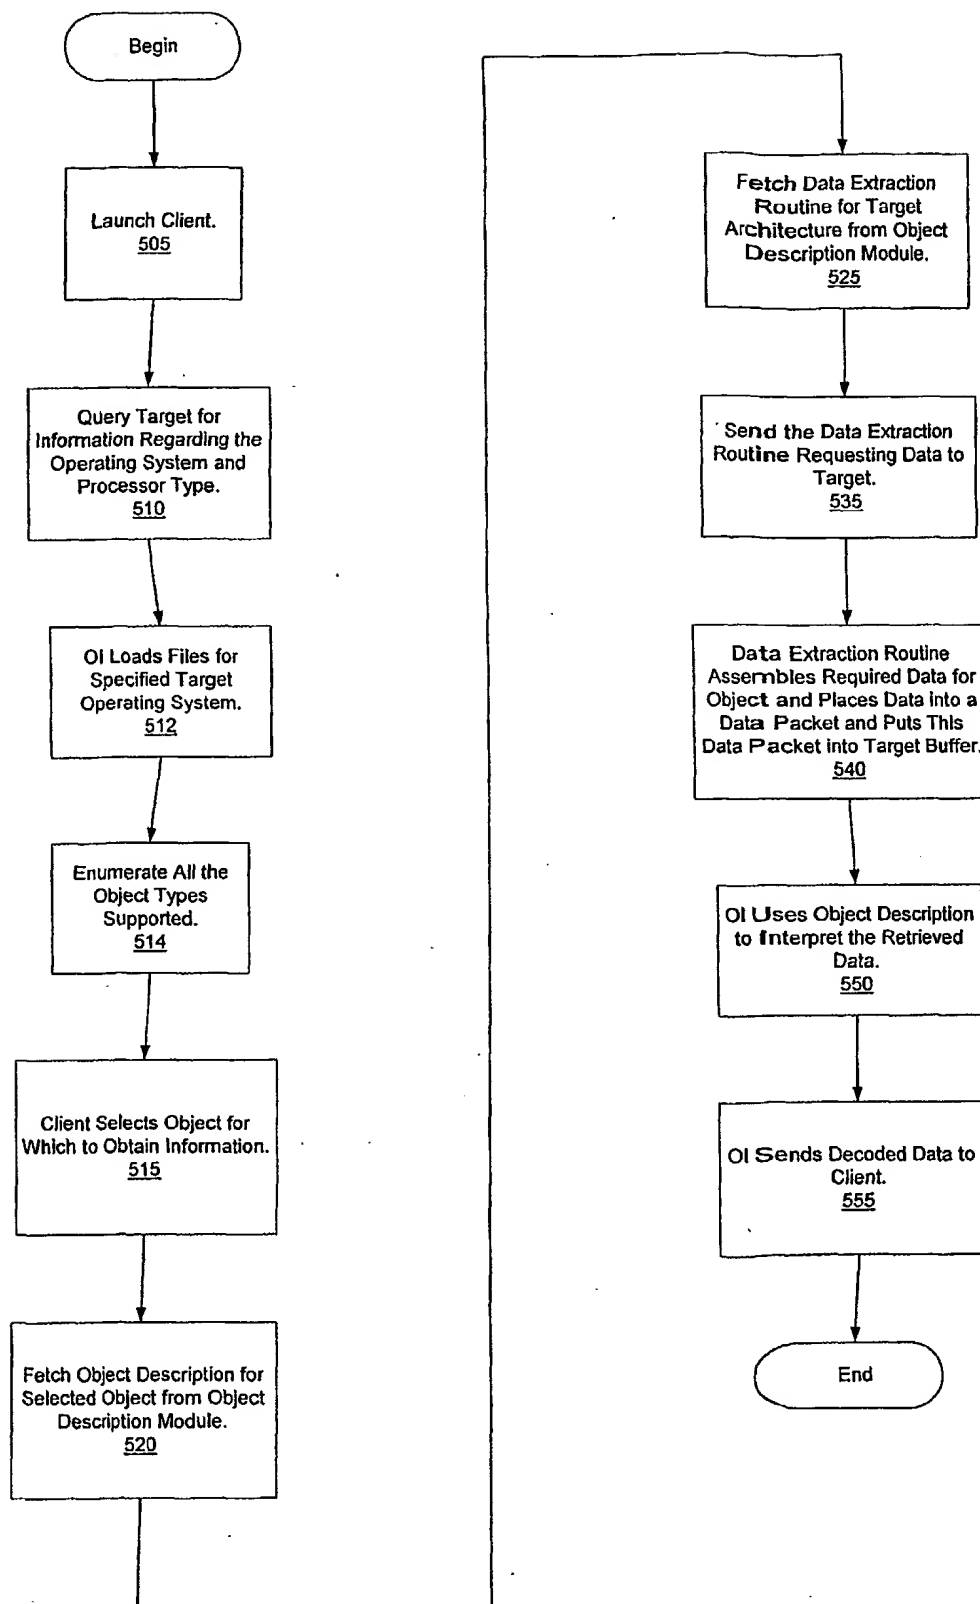 Begin
Launch Client.
505
Query Target for
Information Regarding the
Operating System and
Processor Type.
510
OI Loads Files for
Specified Target
Operating System.
512
Enumerate All the
Object Types
Supported.
514
Client Selects Object for
Which to Obtain Information.
515
Fetch Object Description for
Selected Object from Object
Description Module.
520
Fetch Data Extraction
Routine for Target
Architecture from Object
Description Module.
525
Send the Data Extraction
Routine Requesting Data to
Target.
535
Data Extraction Routine
Assembles Required Data for
Object and Places Data into a
Data Packet and Puts This
Data Packet into Target Buffer.
540
OI Uses Object Description
to Interpret the Retrieved
Data.
550
OI Sends Decoded Data to
Client.
555
End